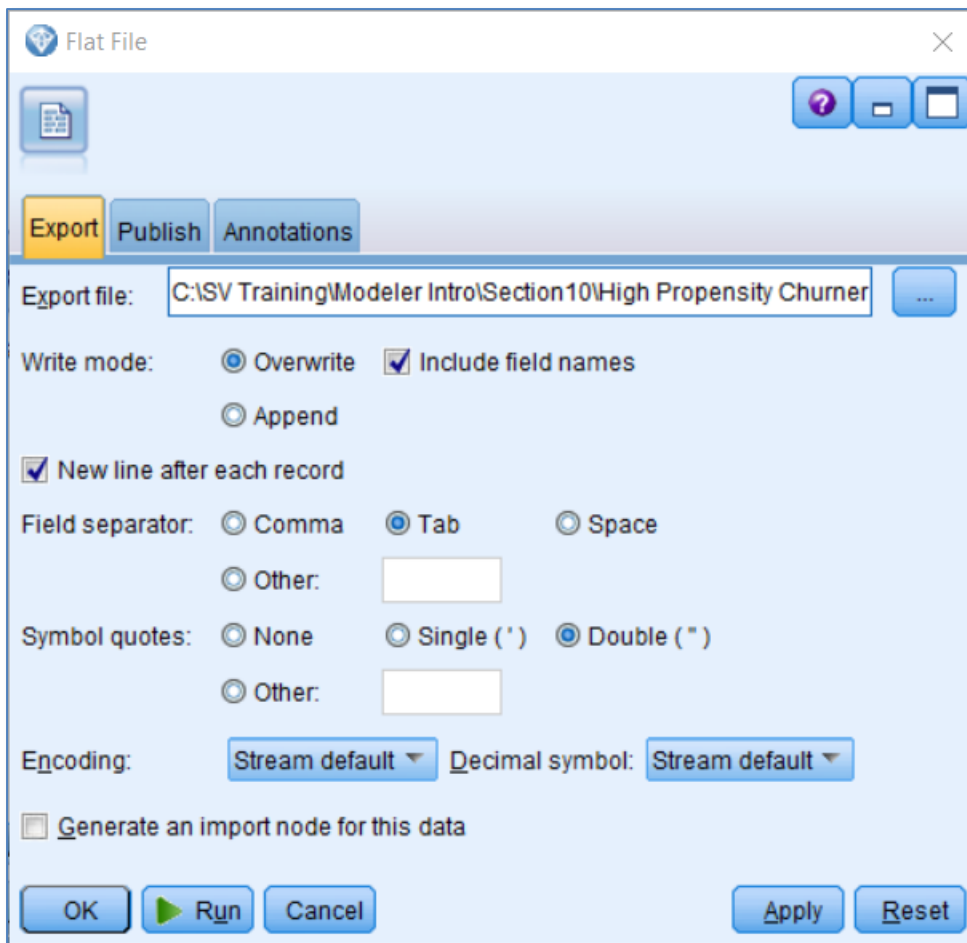 Flat File
Export Publish Annotations
Export file: C:\SV Training\Modeler Intro\Section10\High Propensity Churner ...
Write mode: Overwrite Include field names
Append
New line after each record
Field separator: Comma Tab Space
Other:
Symbol quotes: None Single ( ' ) Double ( " )
Other:
Encoding: Stream default Decimal symbol: Stream default
Generate an import node for this data
OK Run Cancel Apply Reset